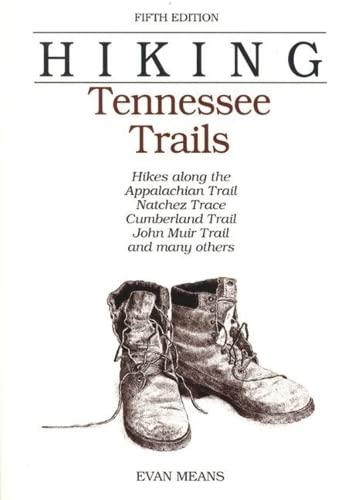 FIFTH EDITION
HIKING
Tennessee
Trails
Hikes along the
Appalachian Trail
Natchez Trace
Cumberland Trail
John Muir Trail
and many others
EVAN MEANS